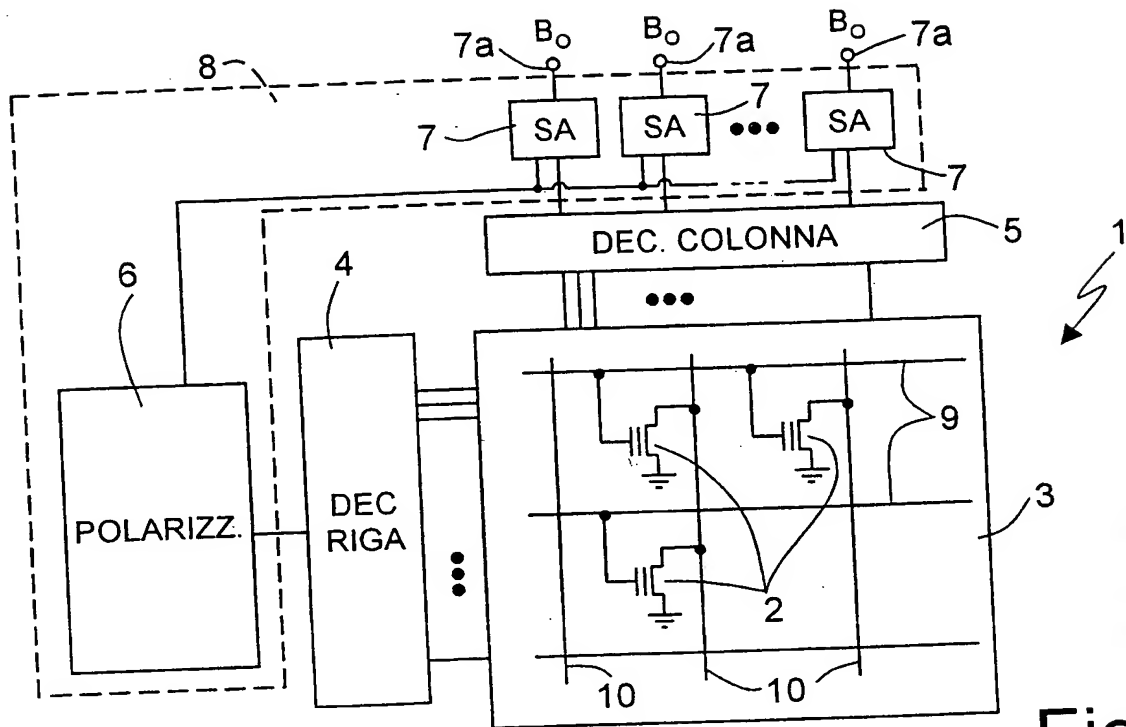 B₀ B₀ B₀
7a 7a 7a
8
7 SA SA 7 SA 7
DEC. COLONNA 5
1
6 4
POLARIZZ.
DEC
RIGA
9
3
2
10 10
Fig